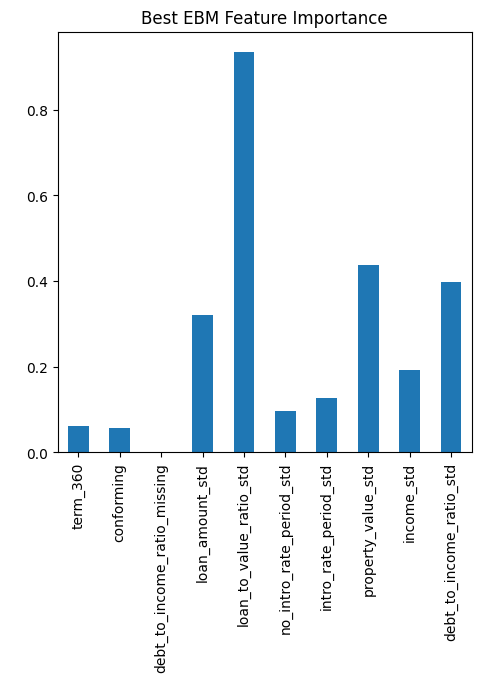 Best EBM Feature Importance
0.8
0.6
0.4
0.2
0.0
term_360
conforming
debt_to_income_ratio_missing
loan_amount_std
loan_to_value_ratio_std
no_intro_rate_period_std
intro_rate_period_std
property_value_std
income_std
debt_to_income_ratio_std